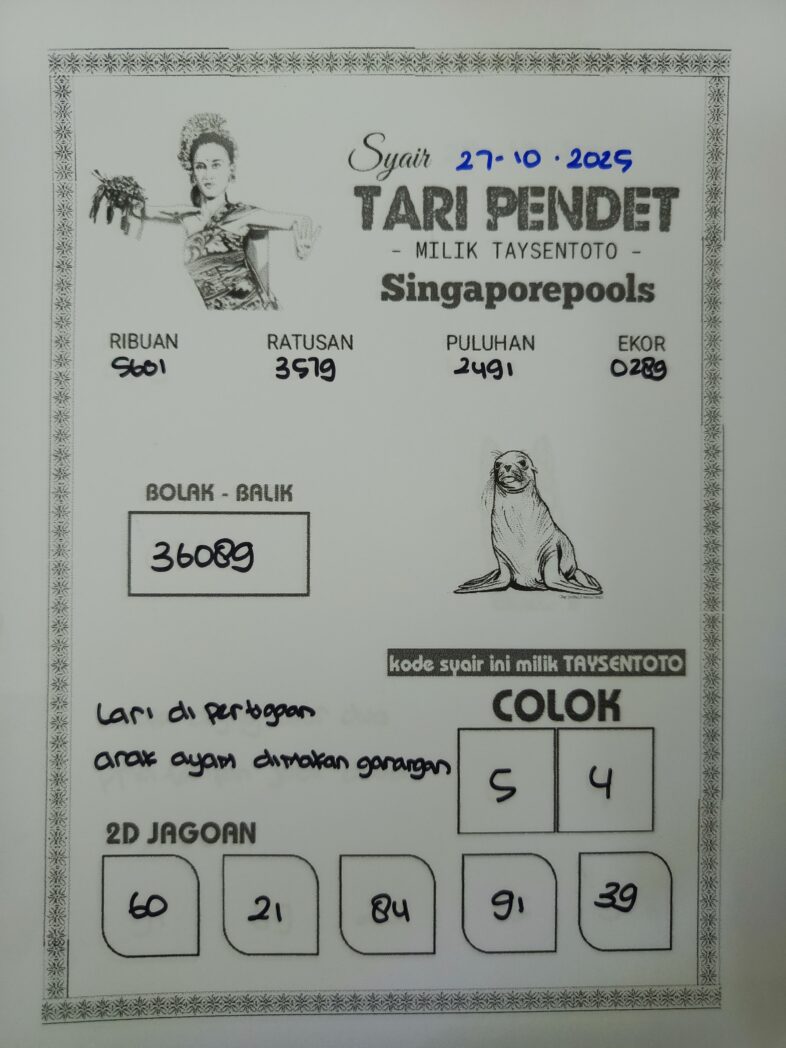 Syair 27-10-2025
TARI PENDET
- MILIK TAYSENTOTO -
Singaporepools
RIBUAN RATUSAN PULUHAN EKOR
5601 3579 2491 0289
BOLAK - BALIK
36089
kode syair ini milik TAYSENTOTO
COLOK
5 4
Lari di
anak ayam dimakan garangan
2D JAGOAN
60 21 84 91 39